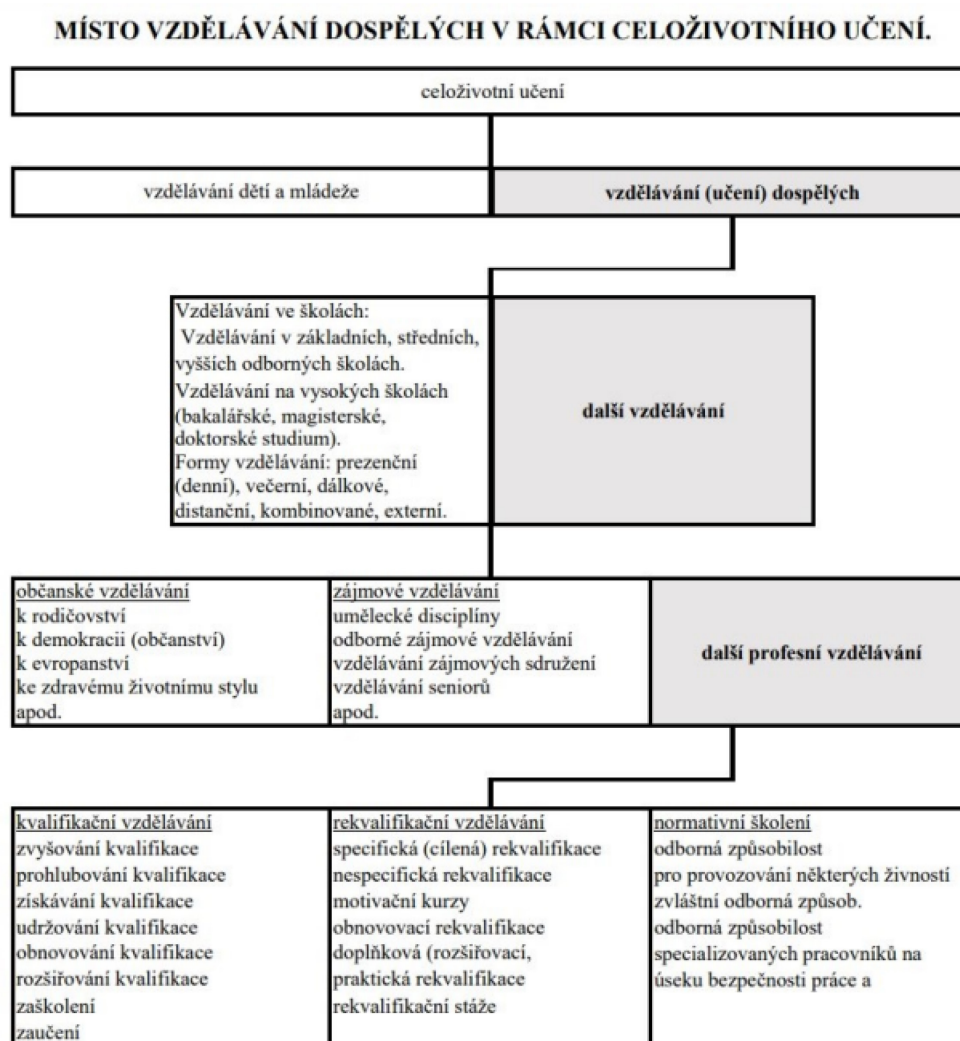 MÍSTO VZDĚLÁVÁNÍ DOSPĚLÝCH V RÁMCI CELOŽIVOTNÍHO UČENÍ.
celoživotní učení
vzdělávání dětí a mládeže
vzdělávání (učení) dospělých
Vzdělávání ve školách:
Vzdělávání v základních, středních,
vyšších odborných školách.
Vzdělávání na vysokých školách
(bakalářské, magisterské,
doktorské studium).
Formy vzdělávání: prezenční
(denní), večerní, dálkové,
distanční, kombinované, externí.
další vzdělávání
občanské vzdělávání
k rodičovství
k demokracii (občanství)
k evropanství
ke zdravému životnímu stylu
apod.
zájmové vzdělávání
umělecké disciplíny
odborné zájmové vzdělávání
vzdělávání zájmových sdružení
vzdělávání seniorů
apod.
další profesní vzdělávání
kvalifikační vzdělávání
zvyšování kvalifikace
prohlubování kvalifikace
získávání kvalifikace
udržování kvalifikace
obnovování kvalifikace
rozšiřování kvalifikace
zaškolení
zaučení
rekvalifikační vzdělávání
specifická (cílená) rekvalifikace
nespecifická rekvalifikace
motivační kurzy
obnovovací rekvalifikace
doplňková (rozšiřovací,
praktická rekvalifikace
rekvalifikační stáže
normativní školení
odborná způsobilost
pro provozování některých živností
zvláštní odborná způsob.
odborná způsobilost
specializovaných pracovníků na
úseku bezpečnosti práce a